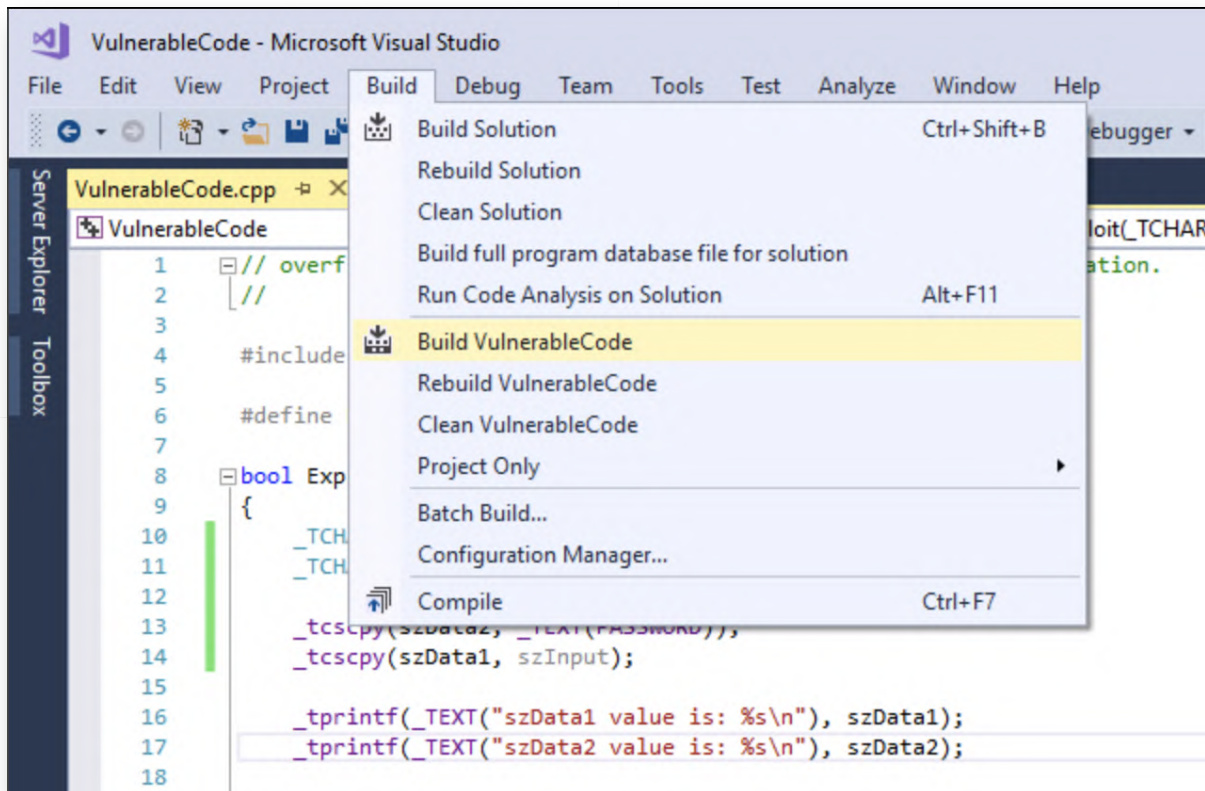 VulnerableCode - Microsoft Visual Studio
File Edit View Project Build Debug Team Tools Test Analyze Window Help
Build Solution Ctrl+Shift+B
ebugger
Rebuild Solution
Clean Solution
Build full program database file for solution
Run Code Analysis on Solution Alt+F11
Build VulnerableCode
Rebuild VulnerableCode
Clean VulnerableCode
Project Only
Batch Build...
Configuration Manager...
Compile Ctrl+F7
Server Explorer
Toolbox
VulnerableCode.cpp
VulnerableCode loit(_TCHAR
1 // overf ation.
2 //
3
4 #include
5
6 #define
7
8 bool Exp
9 {
10 _TCHA
11 _TCH
12
13 _tcscpy(szData2, _TEXT(PASSWORD));
14 _tcscpy(szData1, szInput);
15
16 _tprintf(_TEXT("szData1 value is: %s\n"), szData1);
17 _tprintf(_TEXT("szData2 value is: %s\n"), szData2);
18